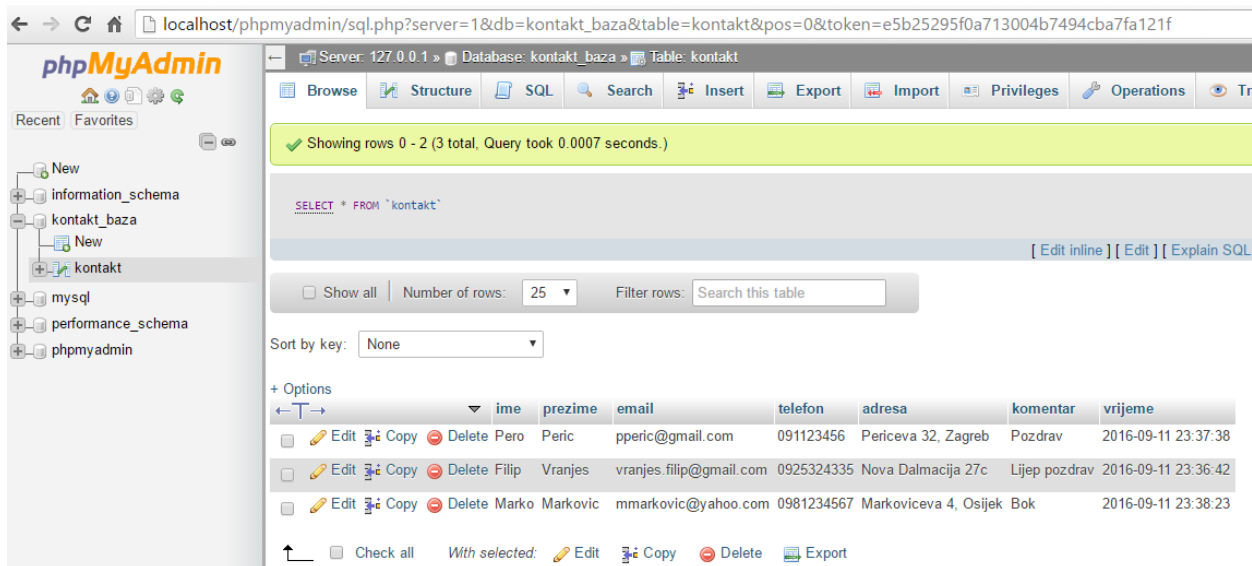 localhost/phpmyadmin/sql.php?server=1&db=kontakt_baza&table=kontakt&pos=0&token=e5b25295f0a713004b7494cba7fa121f
phpMyAdmin
Recent Favorites
New
information_schema
kontakt_baza
New
kontakt
mysql
performance_schema
phpmyadmin
Server: 127.0.0.1 » Database: kontakt_baza » Table: kontakt
Browse Structure SQL Search Insert Export Import Privileges Operations Tr
Showing rows 0 - 2 (3 total, Query took 0.0007 seconds.)
SELECT * FROM `kontakt`
[ Edit inline ] [ Edit ] [ Explain SQL
Show all Number of rows: 25 Filter rows: Search this table
Sort by key: None
+ Options
←T→ ime prezime email telefon adresa komentar vrijeme
Edit Copy Delete Pero Peric pperic@gmail.com 091123456 Periceva 32, Zagreb Pozdrav 2016-09-11 23:37:38
Edit Copy Delete Filip Vranjes vranjes.filip@gmail.com 0925324335 Nova Dalmacija 27c Lijep pozdrav 2016-09-11 23:36:42
Edit Copy Delete Marko Markovic mmarkovic@yahoo.com 0981234567 Markoviceva 4, Osijek Bok 2016-09-11 23:38:23
Check all With selected: Edit Copy Delete Export